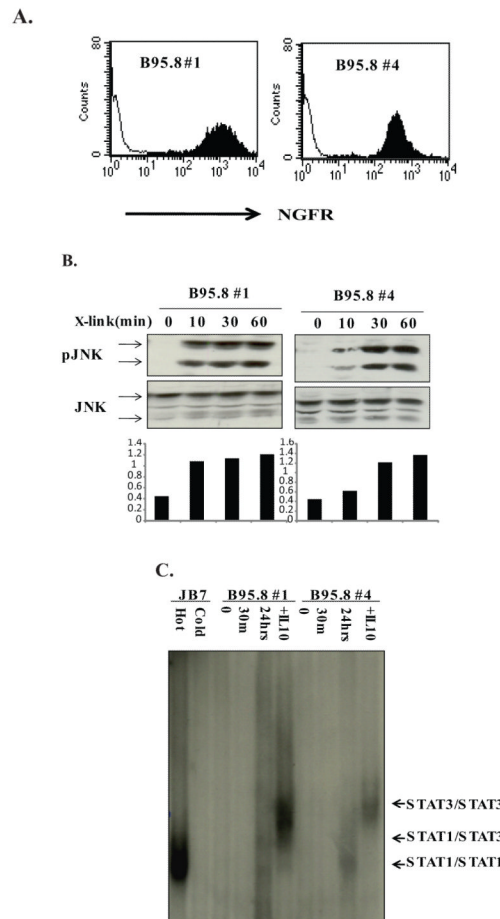 A.
80 B95.8 #1 80 B95.8 #4
Counts Counts
0 0
10^0 10^1 10^2 10^3 10^4 10^0 10^1 10^2 10^3 10^4
NGFR
B.
B95.8 #1 B95.8 #4
X-link(min) 0 10 30 60 0 10 30 60
pJNK
JNK
1.4 1.6
1.2 1.4
1 1.2
0.8 1
0.6 0.8
0.4 0.6
0.2 0.4
0 0.2
0
C.
JB7 B95.8 #1 B95.8 #4
Hot Cold 0 30m 24hrs +IL10 0 30m 24hrs +IL10
STAT3/STAT3
STAT1/STAT3
STAT1/STAT1